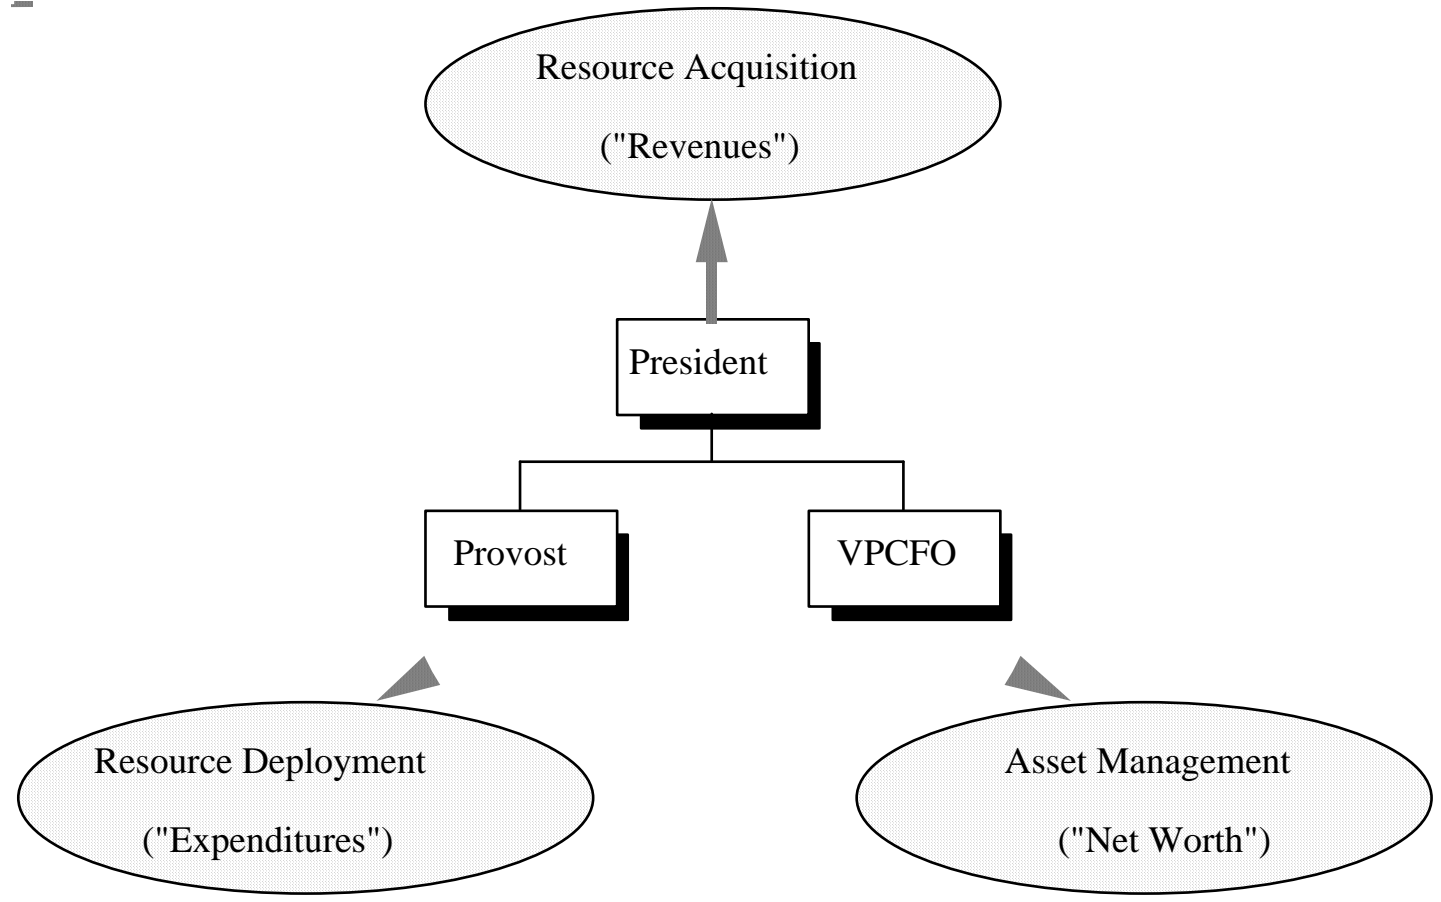 Resource Acquisition
("Revenues")
President
Provost
VPCFO
Resource Deployment
("Expenditures")
Asset Management
("Net Worth")